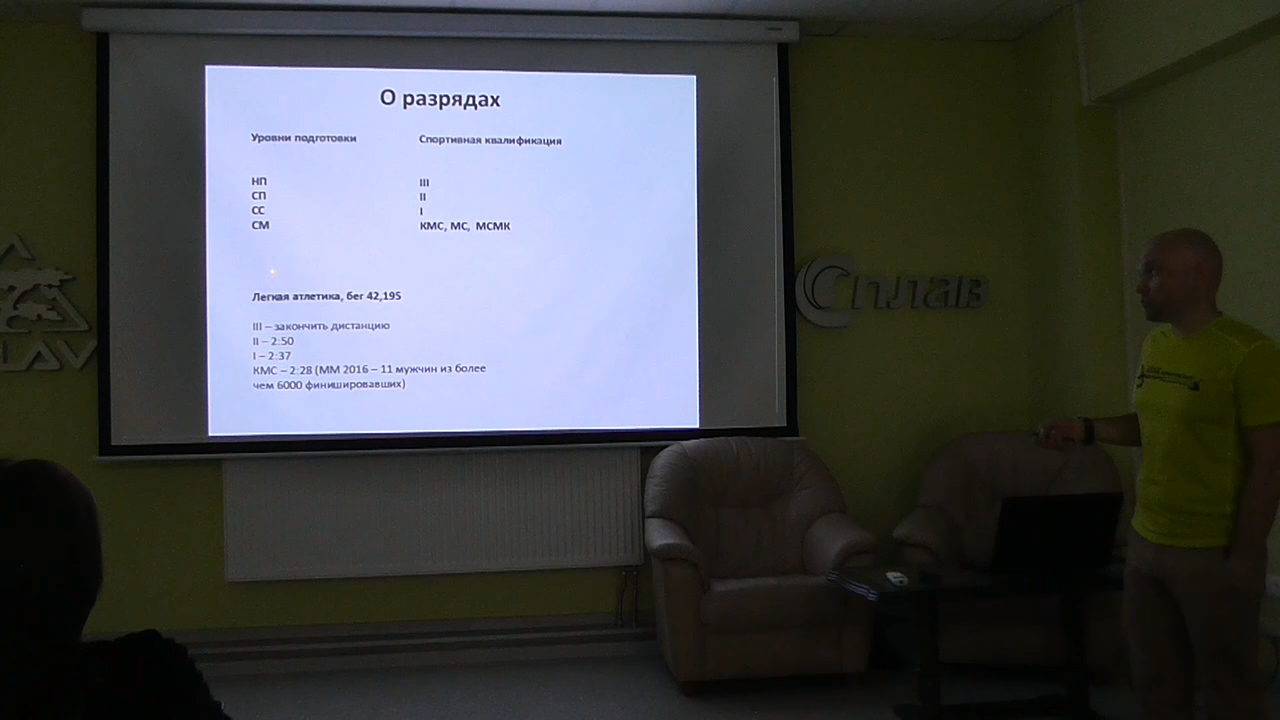 О разрядах
Уровни подготовки
Спортивная квалификация
НП
III
СП
II
СС
I
СМ
КМС, МС, МСМК
Легкая атлетика, бег 42,195
III – закончить дистанцию
II – 2:50
I – 2:37
КМС – 2:28 (ММ 2016 – 11 мужчин из более
чем 6000 финишировавших)
Сплав
LAV